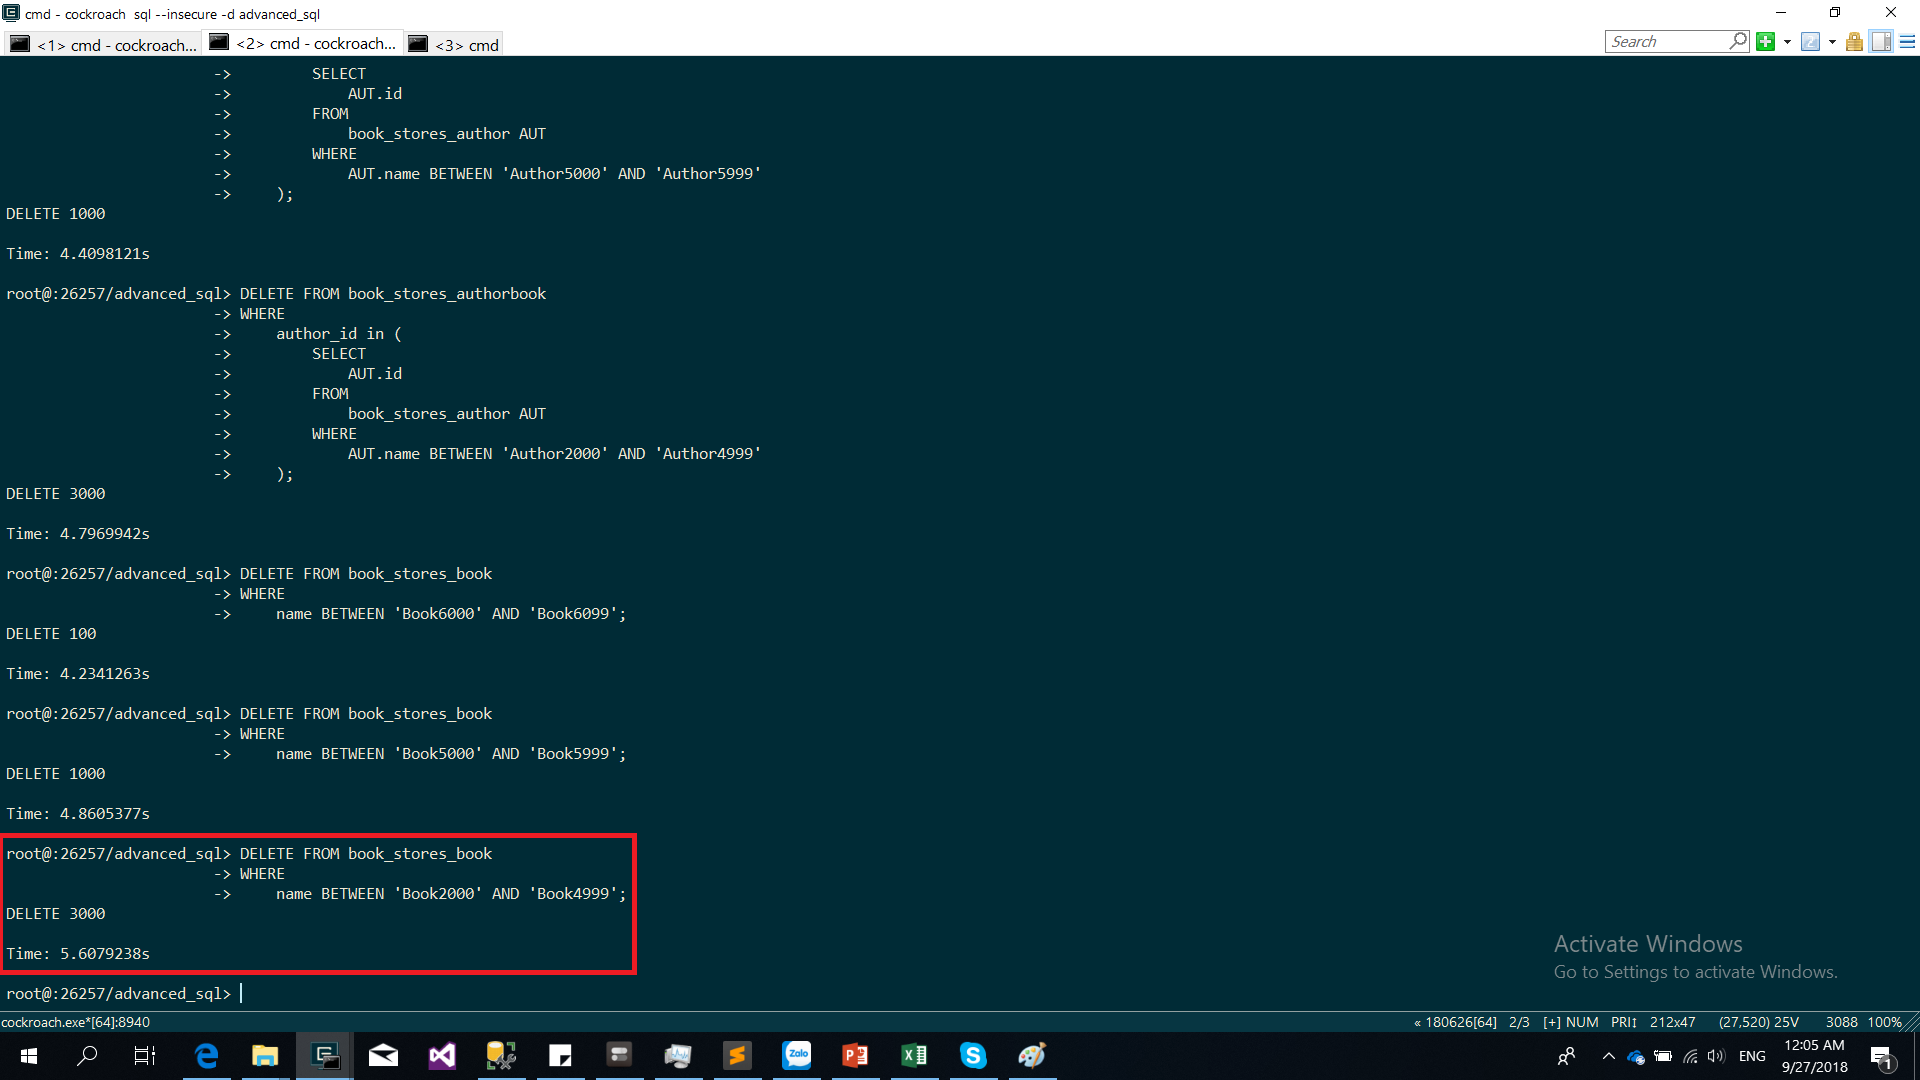 cmd - cockroach  sql --insecure -d advanced_sql
<1> cmd - cockroach... <2> cmd - cockroach... <3> cmd Search
-> SELECT
-> AUT.id
-> FROM
-> book_stores_author AUT
-> WHERE
-> AUT.name BETWEEN 'Author5000' AND 'Author5999'
-> );
DELETE 1000
Time: 4.4098121s
root@:26257/advanced_sql> DELETE FROM book_stores_authorbook
-> WHERE
-> author_id in (
-> SELECT
-> AUT.id
-> FROM
-> book_stores_author AUT
-> WHERE
-> AUT.name BETWEEN 'Author2000' AND 'Author4999'
-> );
DELETE 3000
Time: 4.7969942s
root@:26257/advanced_sql> DELETE FROM book_stores_book
-> WHERE
-> name BETWEEN 'Book6000' AND 'Book6099';
DELETE 100
Time: 4.2341263s
root@:26257/advanced_sql> DELETE FROM book_stores_book
-> WHERE
-> name BETWEEN 'Book5000' AND 'Book5999';
DELETE 1000
Time: 4.8605377s
root@:26257/advanced_sql> DELETE FROM book_stores_book
-> WHERE
-> name BETWEEN 'Book2000' AND 'Book4999';
DELETE 3000
Time: 5.6079238s
root@:26257/advanced_sql>
Activate Windows
Go to Settings to activate Windows.
cockroach.exe*[64]:8940 « 180626[64] 2/3 [+] NUM PRI↕ 212x47 (27,520) 25V 3088 100%
Zalo
ENG 12:05 AM
9/27/2018
1